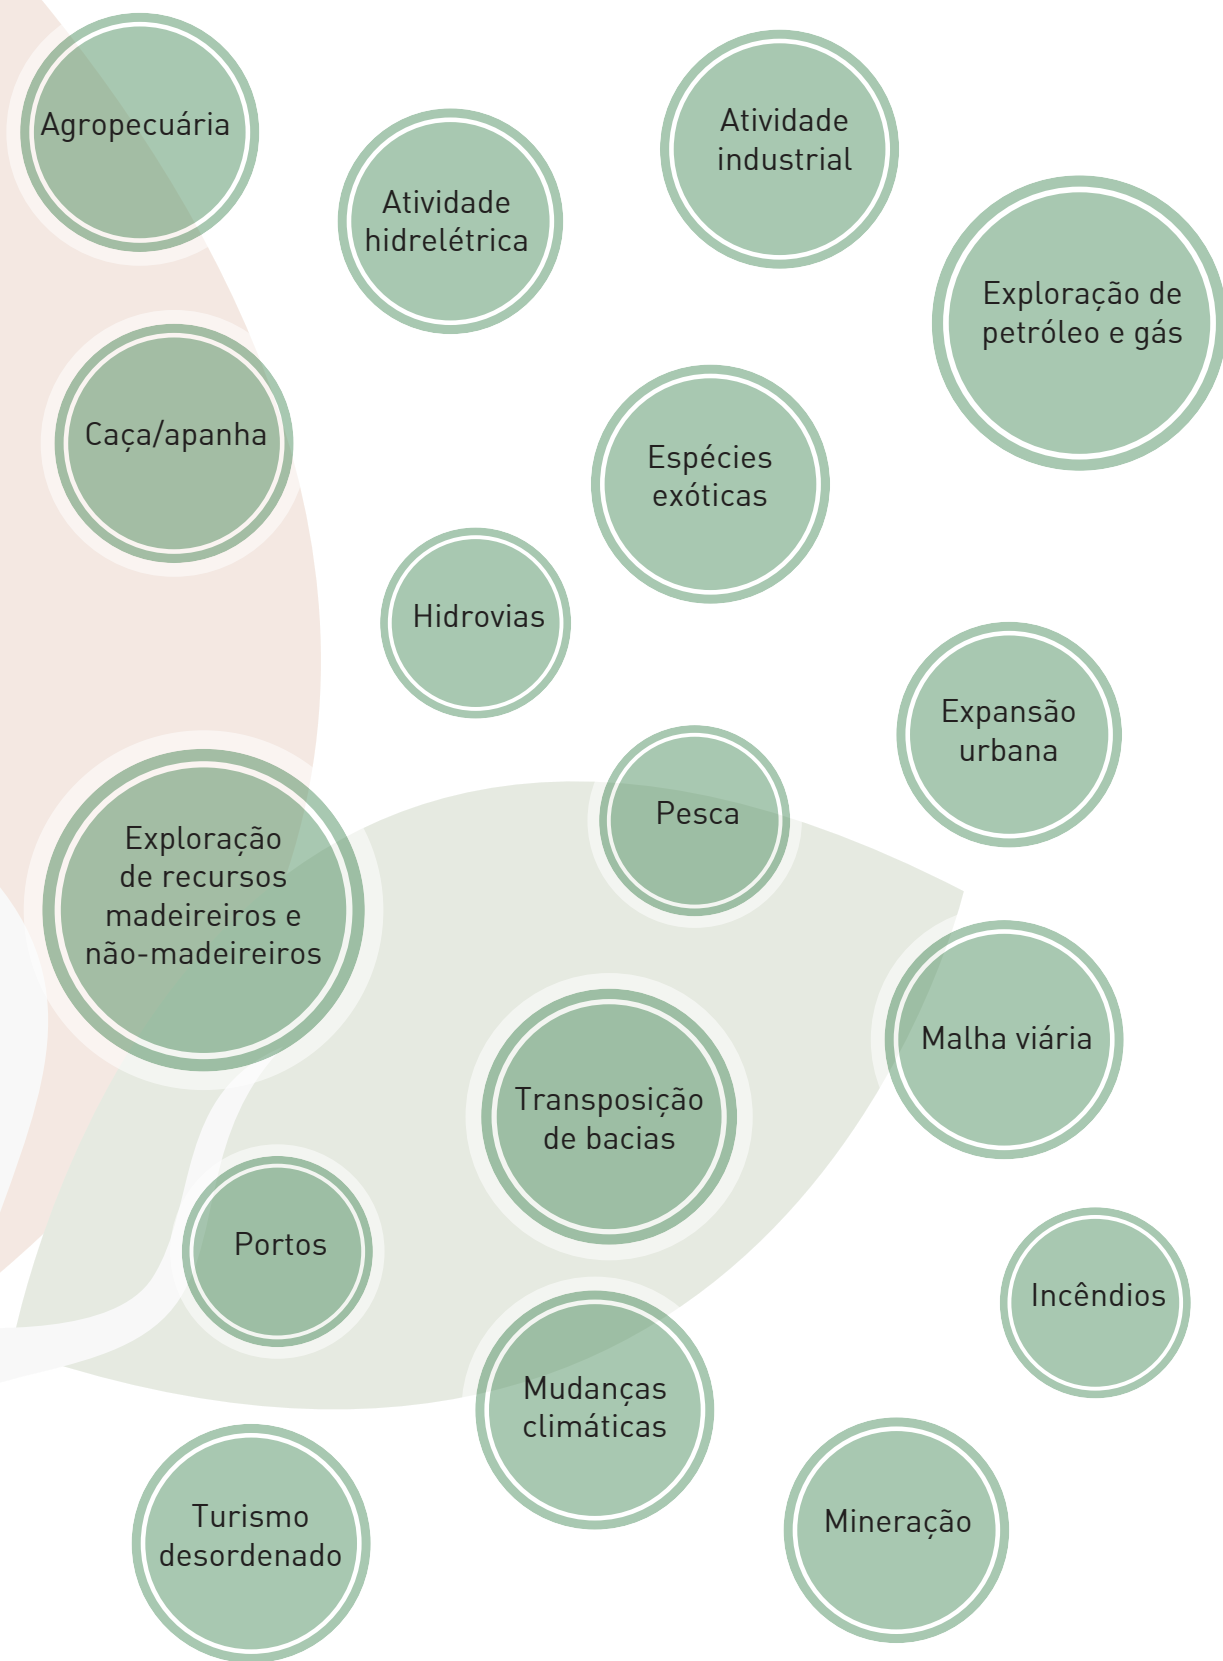 Agropecuária
Atividade
hidrelétrica
Atividade
industrial
Exploração de
petróleo e gás
Caça/apanha
Espécies
exóticas
Hidrovias
Expansão
urbana
Pesca
Exploração
de recursos
madeireiros e
não-madeireiros
Malha viária
Transposição
de bacias
Portos
Incêndios
Mudanças
climáticas
Turismo
desordenado
Mineração